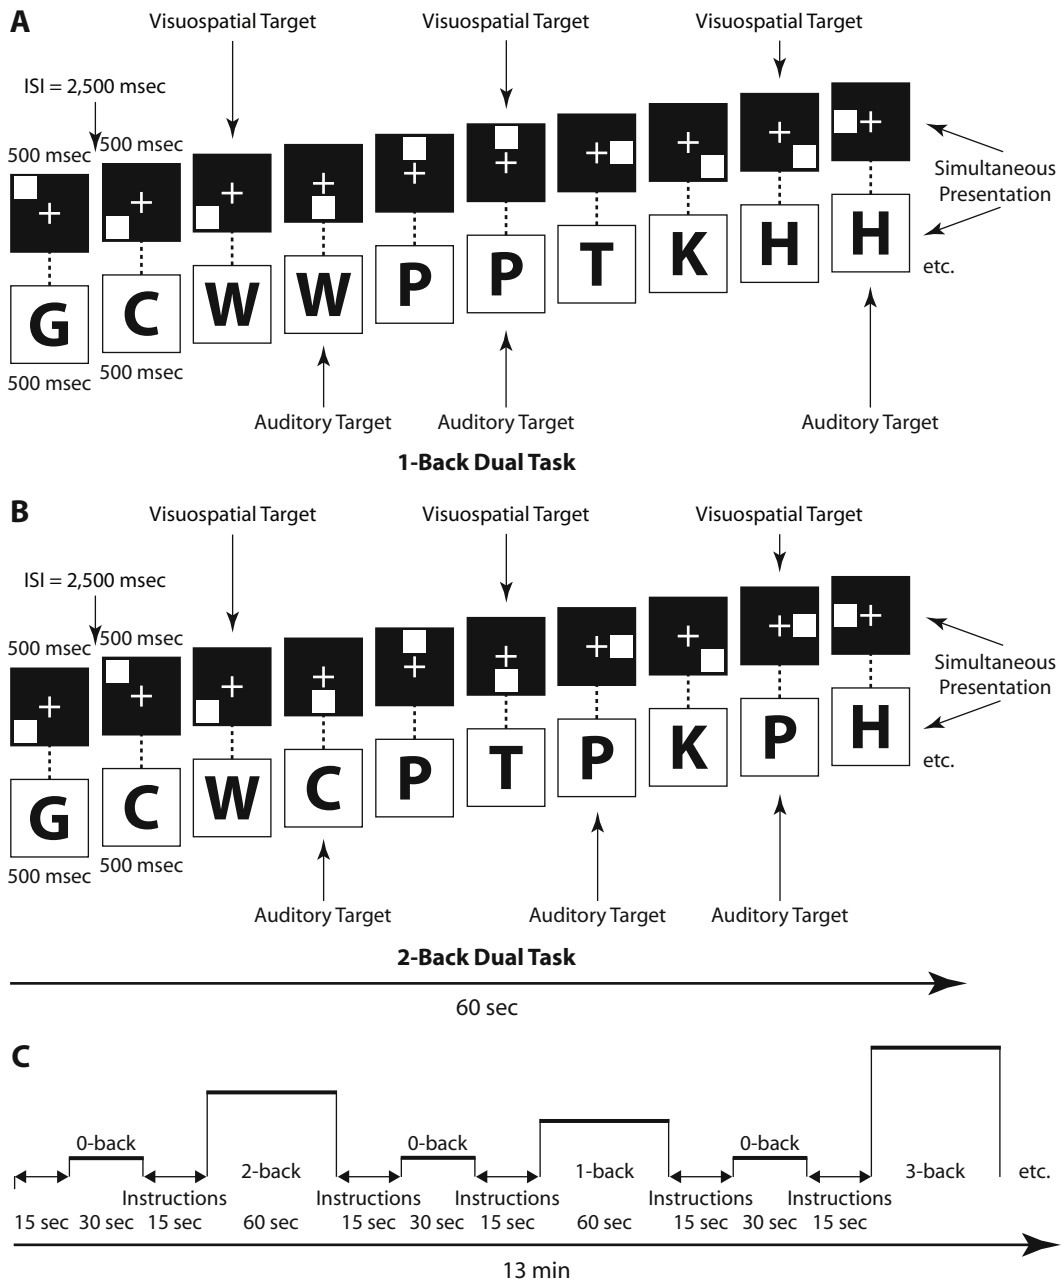 A
Visuospatial Target
Visuospatial Target
Visuospatial Target
ISI = 2,500 msec
500 msec
500 msec
Simultaneous
Presentation
G
C
W
W
P
P
T
K
H
H
etc.
500 msec
500 msec
Auditory Target
Auditory Target
Auditory Target
1-Back Dual Task
B
Visuospatial Target
Visuospatial Target
Visuospatial Target
ISI = 2,500 msec
500 msec
500 msec
Simultaneous
Presentation
G
C
W
C
P
T
P
K
P
H
etc.
500 msec
500 msec
Auditory Target
Auditory Target
Auditory Target
2-Back Dual Task
60 sec
C
0-back
0-back
0-back
2-back
1-back
3-back
etc.
Instructions
Instructions
Instructions
Instructions
Instructions
15 sec
30 sec
15 sec
60 sec
15 sec
30 sec
15 sec
60 sec
15 sec
30 sec
15 sec
13 min